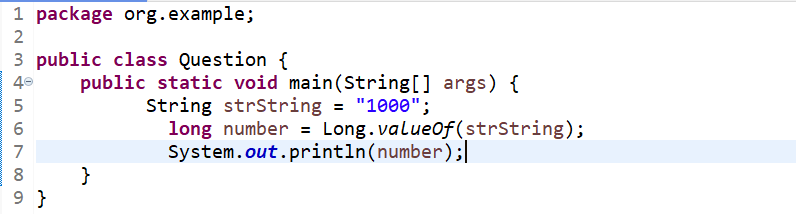 1 package org.example;
2
3 public class Question {
4 public static void main(String[] args) {
5 String strString = "1000";
6 long number = Long.valueOf(strString);
7 System.out.println(number);
8 }
9 }